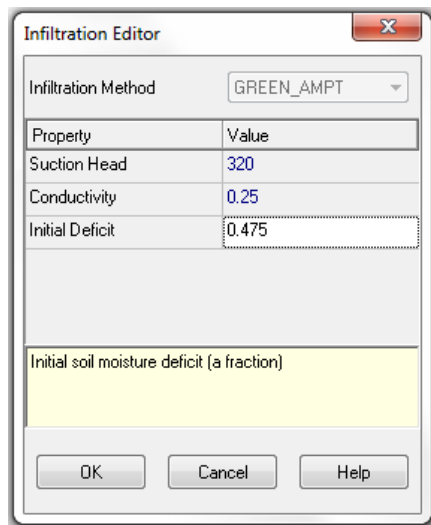 Infiltration Editor
Infiltration Method GREEN_AMPT
Property Value
Suction Head 320
Conductivity 0.25
Initial Deficit 0.475
Initial soil moisture deficit (a fraction)
OK Cancel Help